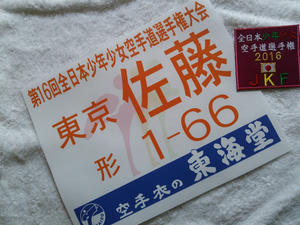 第16回全日本少年少女空手道選手権大会
東京 佐藤
形 1-66
空手衣の東海堂
全日本少年少女
空手道選手権
2016
JKF